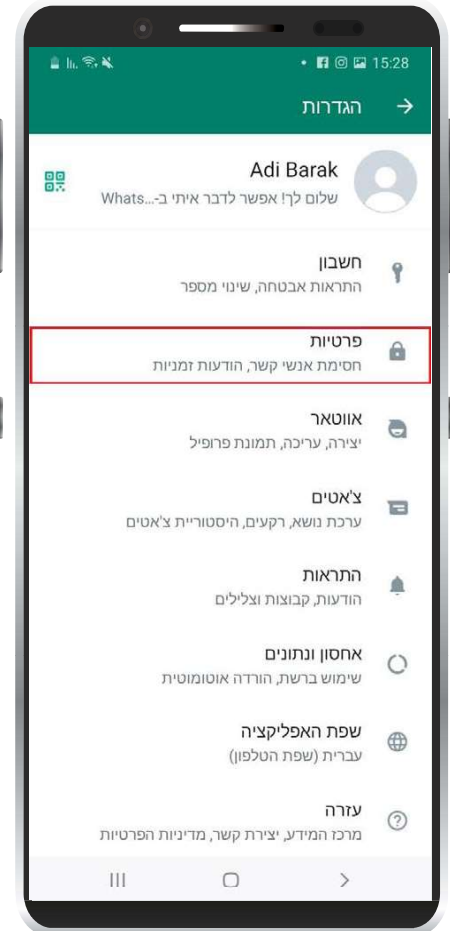 15:28
הגדרות
Adi Barak
שלום לך! אפשר לדבר איתי ב-...Whats
חשבון
התראות אבטחה, שינוי מספר
פרטיות
חסימת אנשי קשר, הודעות זמניות
אווטאר
יצירה, עריכה, תמונת פרופיל
צ'אטים
ערכת נושא, רקעים, היסטוריית צ'אטים
התראות
הודעות, קבוצות וצלילים
אחסון ונתונים
שימוש ברשת, הורדה אוטומטית
שפת האפליקציה
עברית (שפת הטלפון)
עזרה
מרכז המידע, יצירת קשר, מדיניות הפרטיות